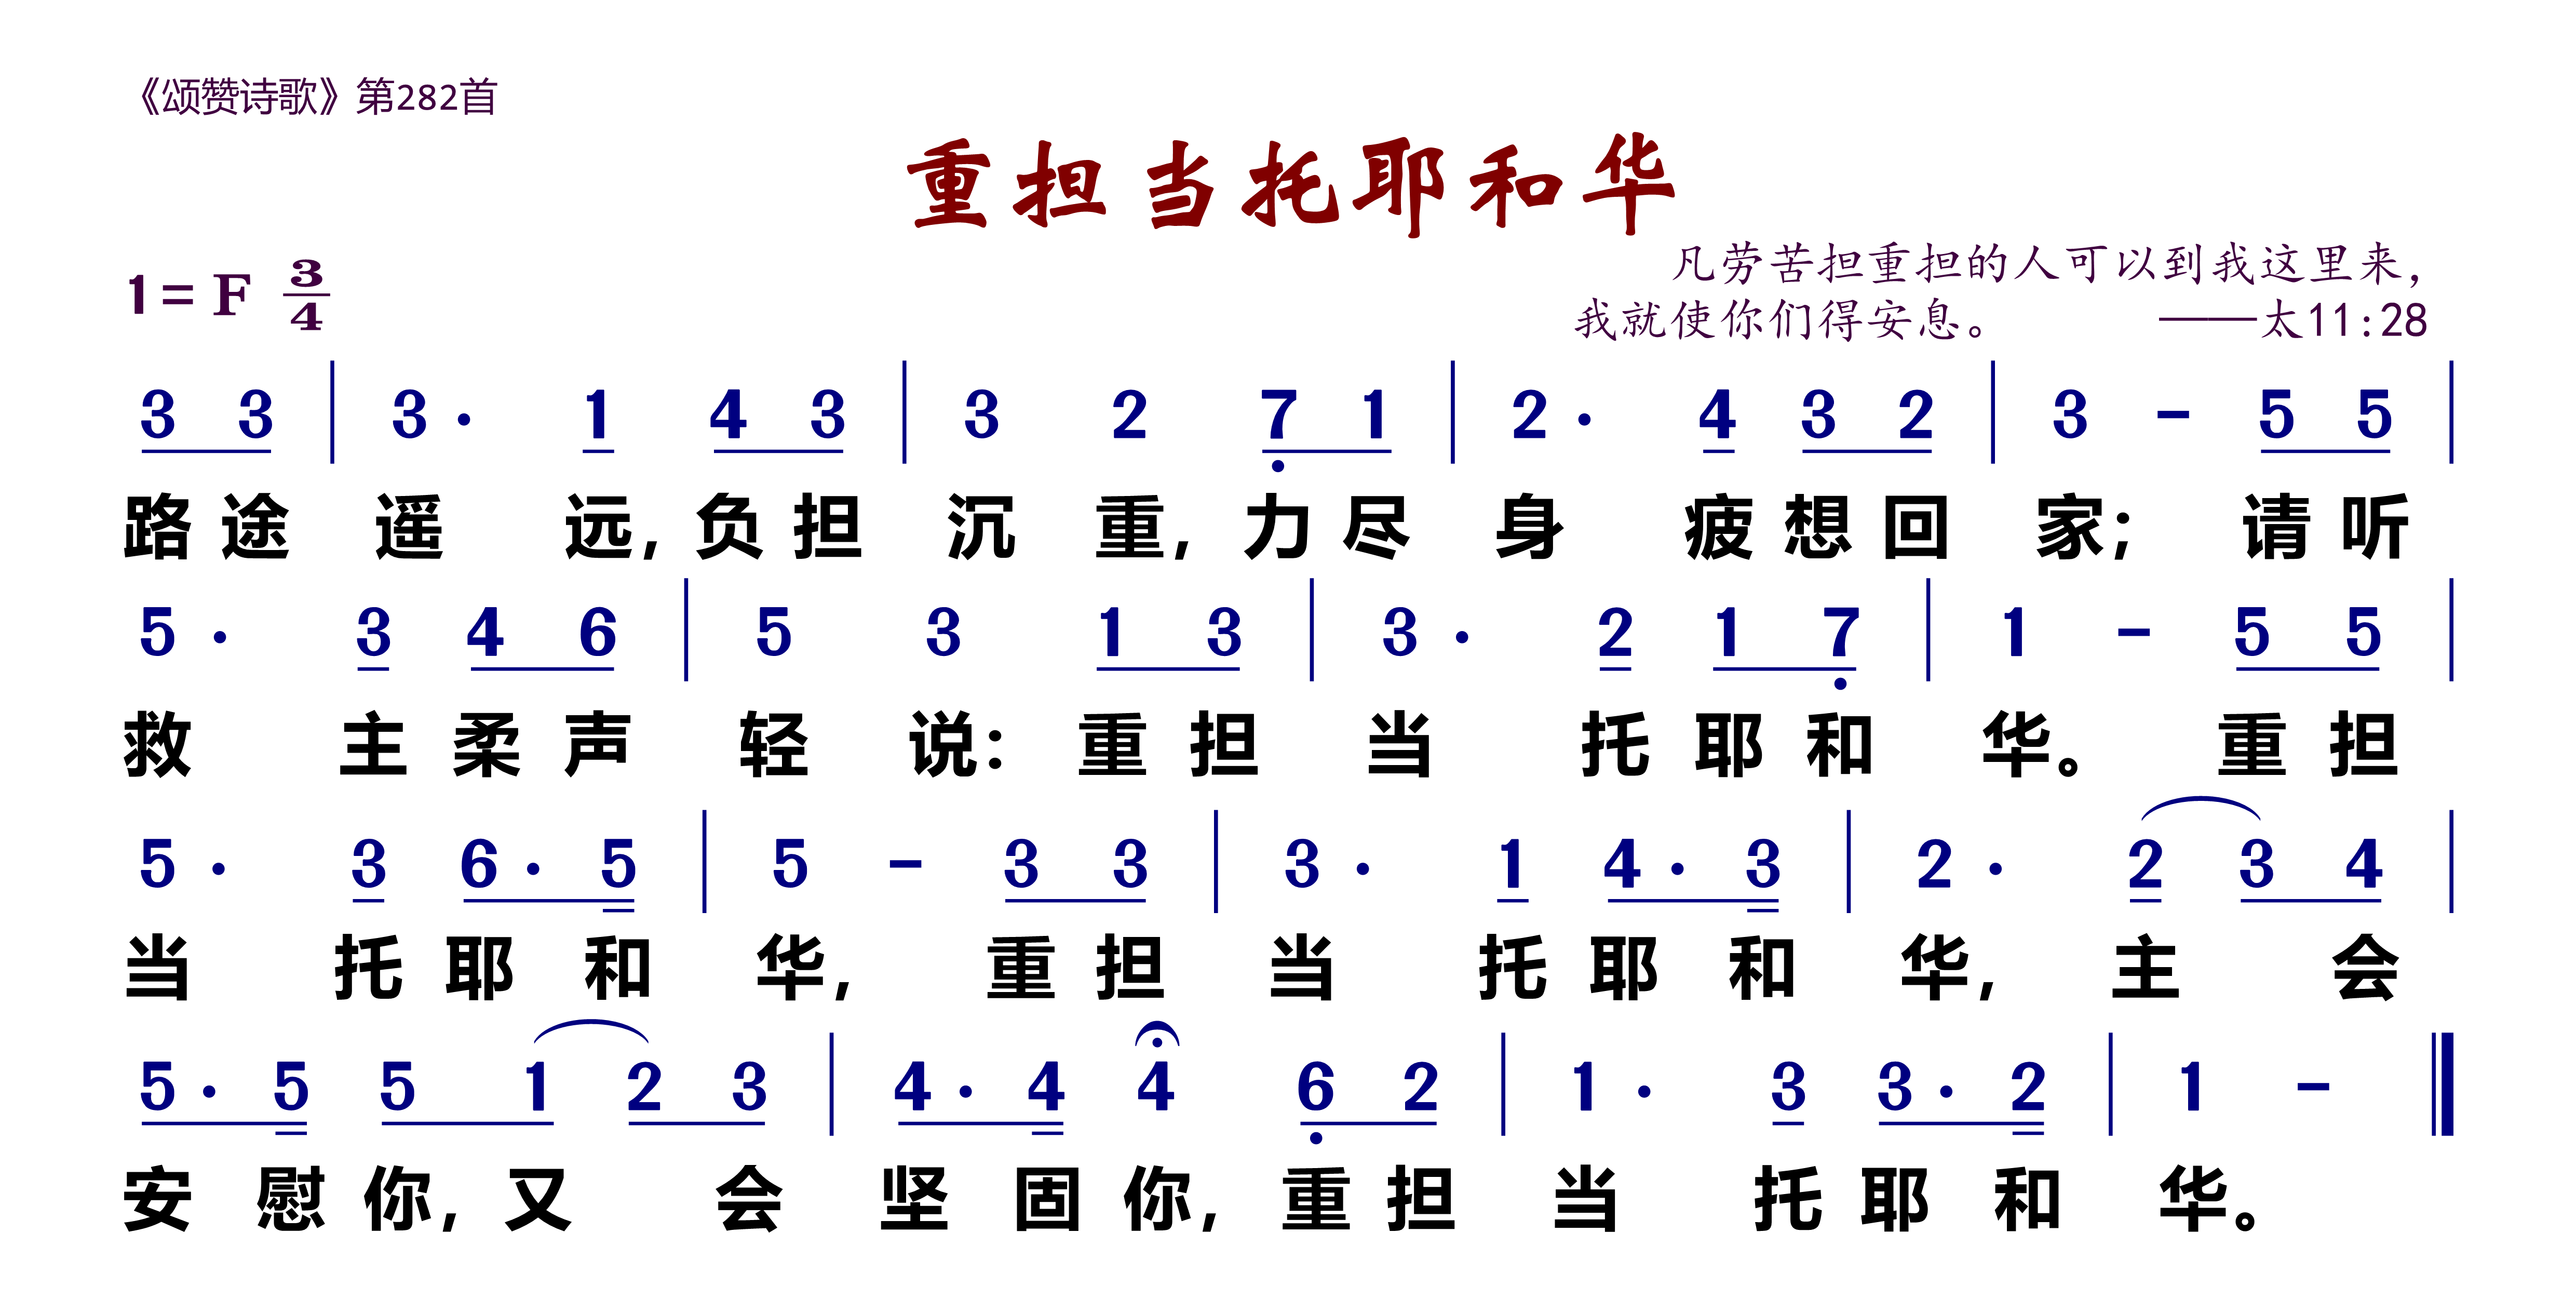 《颂赞诗歌》第282首
重担当托耶和华
凡劳苦担重担的人可以到我这里来，
1= F 3/4 我就使你们得安息。 ——太11:28
3 3 | 3 · 1 4 3 | 3 2 7 1 | 2 · 4 3 2 | 3 - 5 5 |
路途遥远，负担沉重，力尽身疲想回家；请听
5 · 3 4 6 | 5 3 1 3 | 3 · 2 1 7 | 1 - 5 5 |
救主柔声轻说：重担当托耶和华。重担
5 · 3 6 · 5 | 5 - 3 3 | 3 · 1 4 · 3 | 2 · 2 3 4 |
当托耶和华，重担当托耶和华，主会
5 · 5 5 1 2 3 | 4 · 4 4 6 2 | 1 · 3 3 · 2 | 1 - ‖
安慰你，又会坚固你，重担当托耶和华。